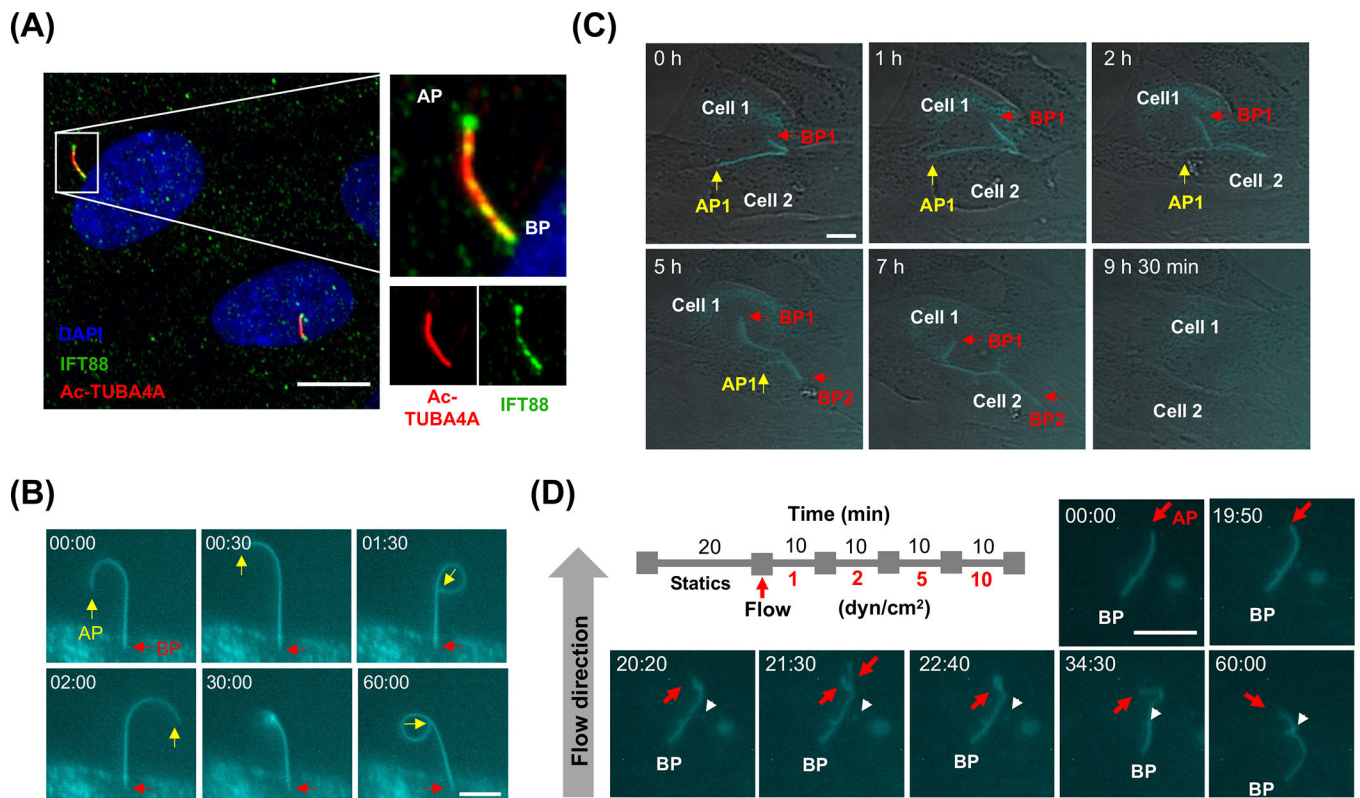 (A)
AP
BP
DAPI
IFT88
Ac-TUBA4A
Ac-
TUBA4A
IFT88
(B)
00:00
AP
BP
00:30
01:30
02:00
30:00
60:00
(C)
0 h
Cell 1
BP1
AP1
Cell 2
1 h
Cell 1
BP1
AP1
Cell 2
2 h
Cell1
BP1
AP1
Cell 2
5 h
Cell 1
BP1
AP1
BP2
7 h
Cell 1
BP1
Cell 2
BP2
9 h 30 min
Cell 1
Cell 2
(D)
Flow direction
Time (min)
20 10 10 10 10
Statics 1 2 5 10
Flow (dyn/cm²)
00:00
AP
BP
19:50
BP
20:20
BP
21:30
BP
22:40
BP
34:30
BP
60:00
BP